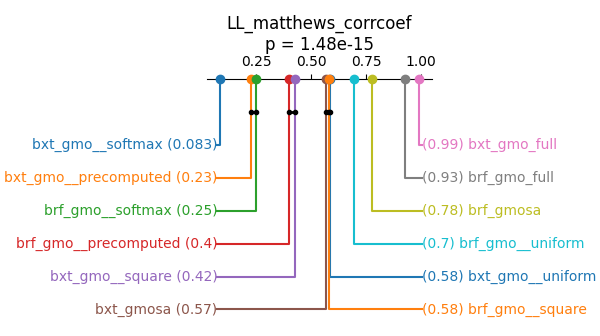 LL_matthews_corrcoef
p = 1.48e-15
0.25 0.50 0.75 1.00
bxt_gmo__softmax (0.083)
(0.99) bxt_gmo_full
bxt_gmo__precomputed (0.23)
(0.93) brf_gmo_full
brf_gmo__softmax (0.25)
(0.78) brf_gmosa
brf_gmo__precomputed (0.4)
(0.7) brf_gmo__uniform
bxt_gmo__square (0.42)
(0.58) bxt_gmo__uniform
bxt_gmosa (0.57)
(0.58) brf_gmo__square